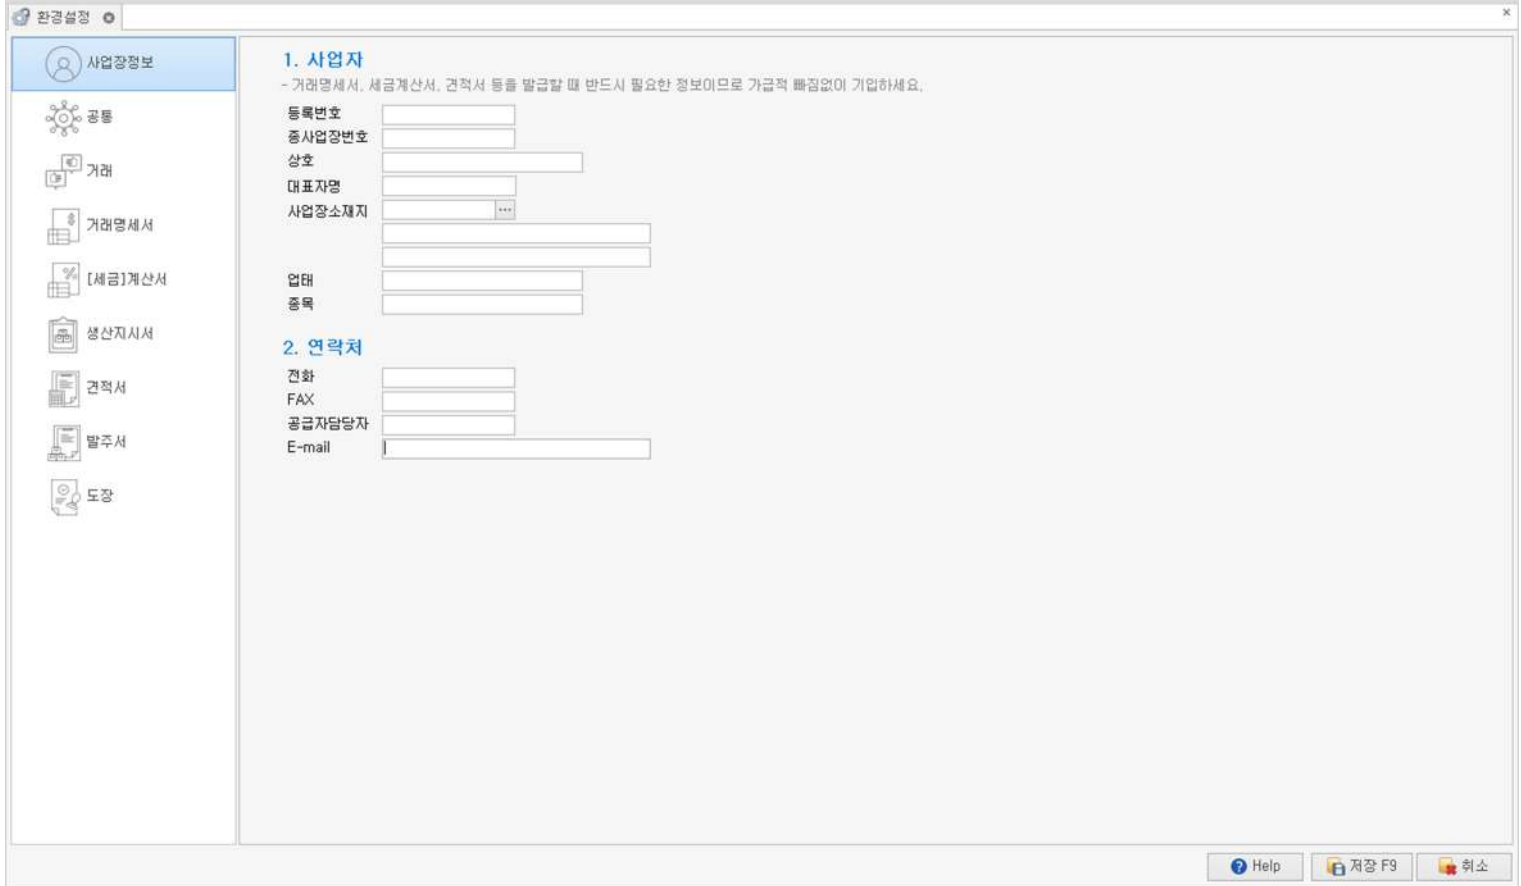 환경설정
사업장정보
공통
거래
거래명세서
[세금]계산서
생산지시서
견적서
발주서
도장
1. 사업자
- 거래명세서, 세금계산서, 견적서 등을 발급할 때 반드시 필요한 정보이므로 가급적 빠짐없이 기입하세요.
등록번호
종사업장번호
상호
대표자명
사업장소재지 ...
업태
종목
2. 연락처
전화
FAX
공급자담당자
E-mail
Help 저장 F9 취소